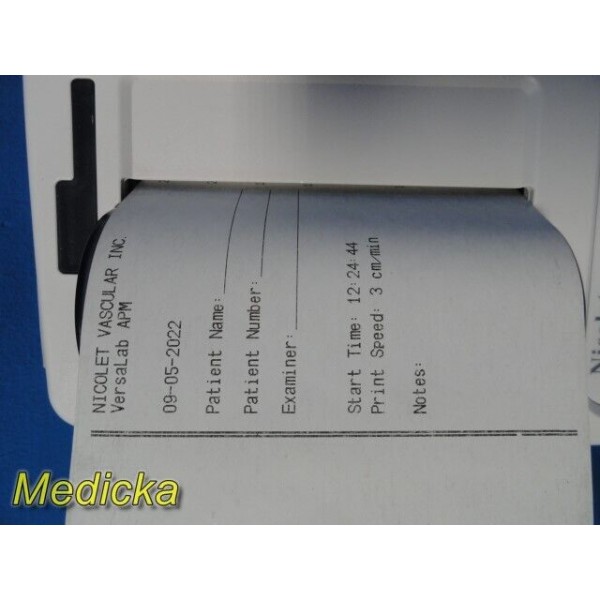 NICOLET VASCULAR INC.
VersaLab APM
09-05-2022
Patient Name:
Patient Number:
Examiner:
Start Time: 12:24:44
Print Speed: 3 cm/min
Notes:
Medicka